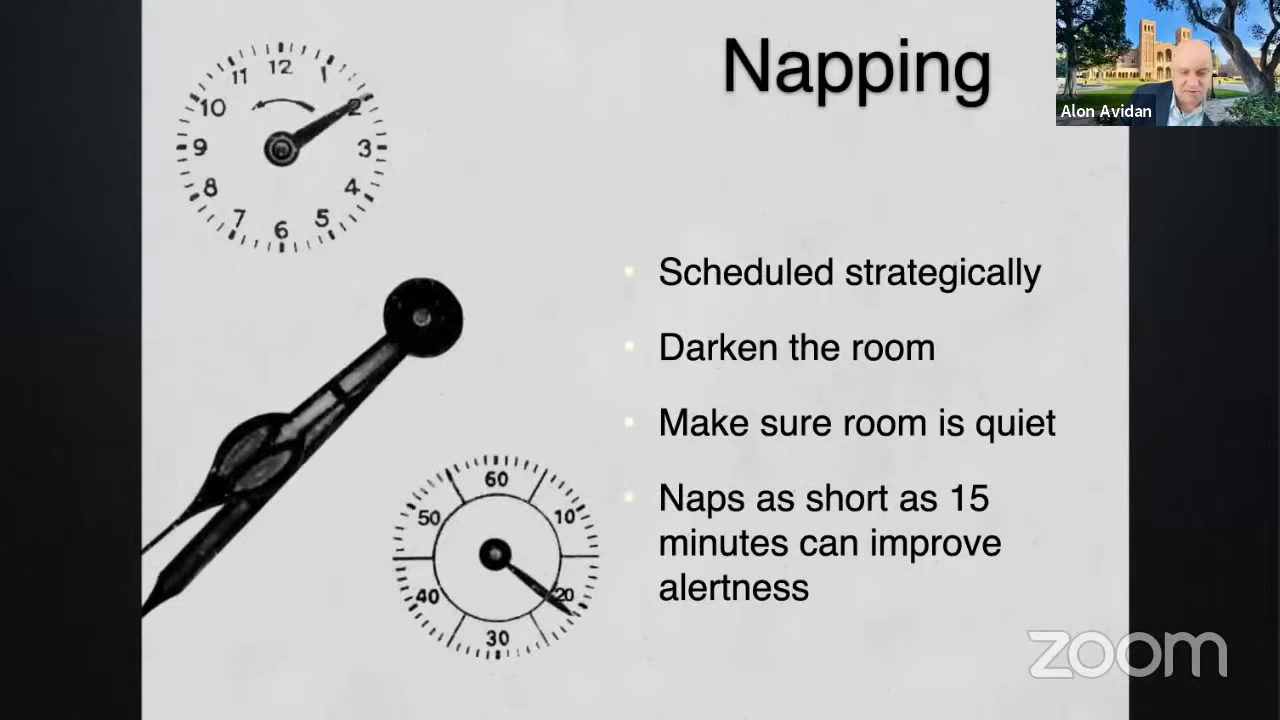 Napping
Alon Avidan
12
11
1
10
2
9
3
8
4
7
5
6
Scheduled strategically
Darken the room
Make sure room is quiet
Naps as short as 15
minutes can improve
alertness
60
50
10
40
20
30
zoom